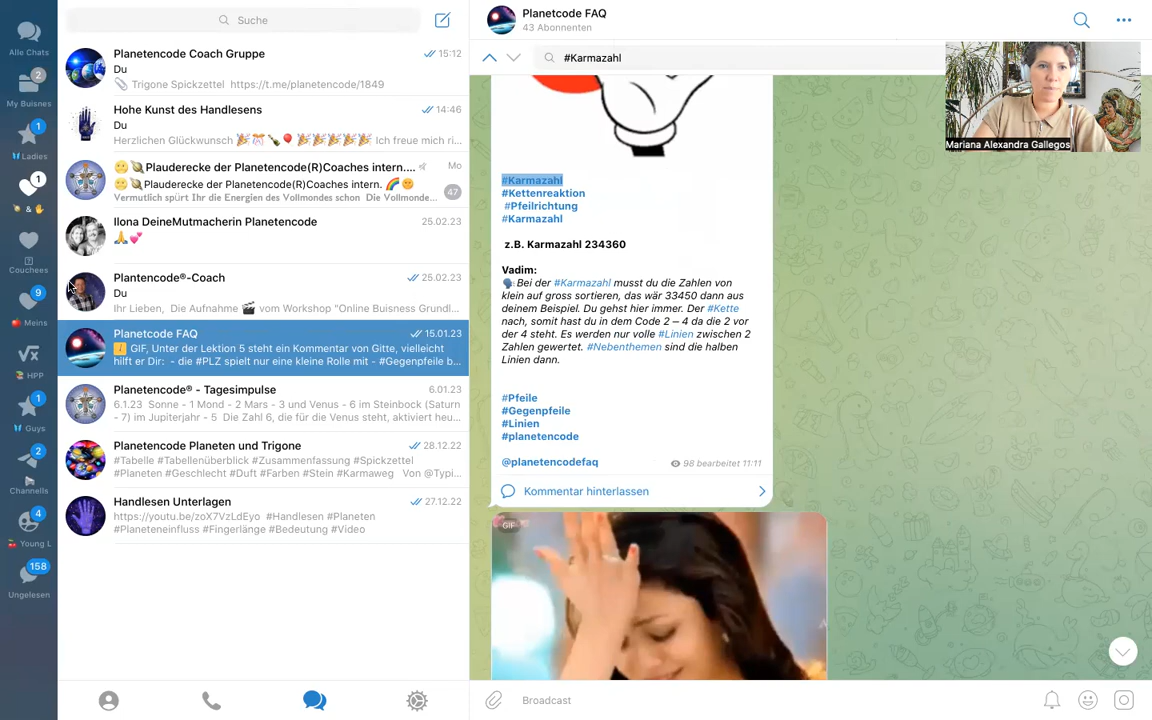 Alle Chats
2
My Buisnes
1
Ladies
1
& 
Couchees
9
Meins
HPP
1
Guys
2
Channells
4
Young L
158
Ungelesen
Suche
Planetencode Coach Gruppe
15:12
Du
Trigone Spickzettel https://t.me/planetencode/1849
Hohe Kunst des Handlesens
14:46
Du
Herzlichen Glückwunsch 🎉🎊🍾🎈🎉🎉🎉🎉🎉 Ich freue mich ri...
🌝🪐Plauderecke der Planetencode(R)Coaches intern....
Mo
🌝🪐Plauderecke der Planetencode(R)Coaches intern. 🌈🌞
Vermutlich spürt Ihr die Energien des Vollmondes schon Die Vollmonde...
47
Ilona DeineMutmacherin Planetencode
25.02.23
🙏💕
Plantencode®-Coach
25.02.23
Du
Ihr Lieben, Die Aufnahme 🎬 vom Workshop "Online Buisness Grundl...
Planetcode FAQ
15.01.23
GIF, Unter der Lektion 5 steht ein Kommentar von Gitte, vielleicht
hilft er Dir: - die #PLZ spielt nur eine kleine Rolle mit - #Gegenpfeile b...
Planetencode® - Tagesimpulse
6.01.23
6.1.23 Sonne - 1 Mond - 2 Mars - 3 und Venus - 6 im Steinbock (Saturn
- 7) im Jupiterjahr - 5 Die Zahl 6, die für die Venus steht, aktiviert heu...
Planetencode Planeten und Trigone
28.12.22
#Tabelle #Tabellenüberblick #Zusammenfassung #Spickzettel
#Planeten #Geschlecht #Duft #Farben #Stein #Karmaweg Von @Typi...
Handlesen Unterlagen
27.12.22
https://youtu.be/zoX7VzLdEyo #Handlesen #Planeten
#Planeteneinfluss #Fingerlänge #Bedeutung #Video
Planetcode FAQ
43 Abonnenten
#Karmazahl
Mariana Alexandra Gallegos
#Karmazahl
#Kettenreaktion
#Pfeilrichtung
#Karmazahl
z.B. Karmazahl 234360
Vadim:
🗣Bei der #Karmazahl musst du die Zahlen von
klein auf gross sortieren, das wär 33450 dann aus
deinem Beispiel. Du gehst hier immer. Der #Kette
nach, somit hast du in dem Code 2 – 4 da die 2 vor
der 4 steht. Es werden nur volle #Linien zwischen 2
Zahlen gewertet. #Nebenthemen sind die halben
Linien dann.
#Pfeile
#Gegenpfeile
#Linien
#planetencode
@planetencodefaq
98 bearbeitet 11:11
Kommentar hinterlassen
GIF
Broadcast